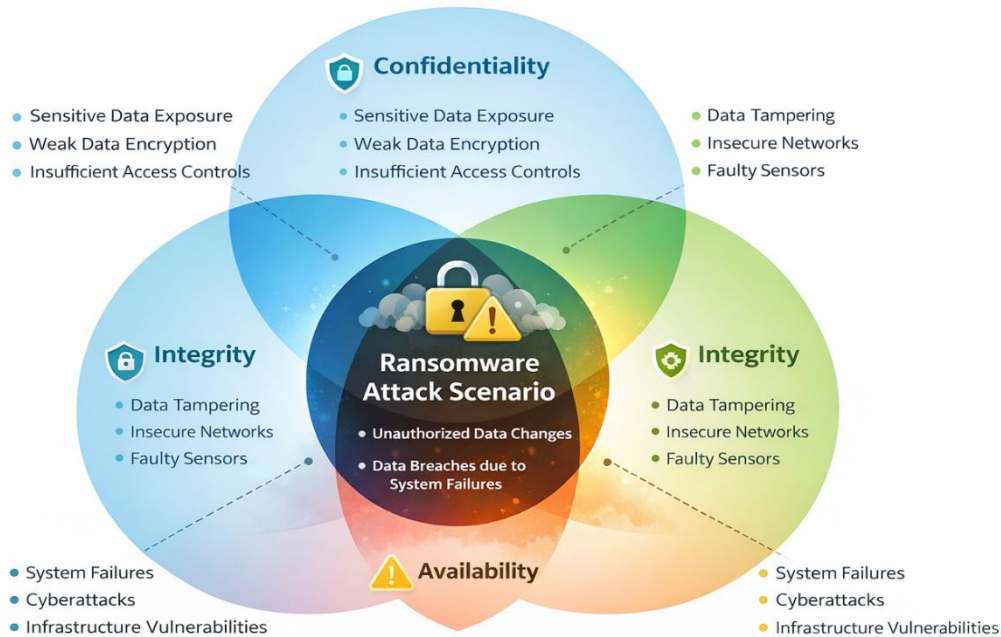 Confidentiality
Sensitive Data Exposure
Weak Data Encryption
Insufficient Access Controls
Sensitive Data Exposure
Weak Data Encryption
Insufficient Access Controls
Data Tampering
Insecure Networks
Faulty Sensors
Integrity
Data Tampering
Insecure Networks
Faulty Sensors
Ransomware
Attack Scenario
Unauthorized Data Changes
Data Breaches due to
System Failures
Integrity
Data Tampering
Insecure Networks
Faulty Sensors
Availability
System Failures
Cyberattacks
Infrastructure Vulnerabilities
System Failures
Cyberattacks
Infrastructure Vulnerabilities